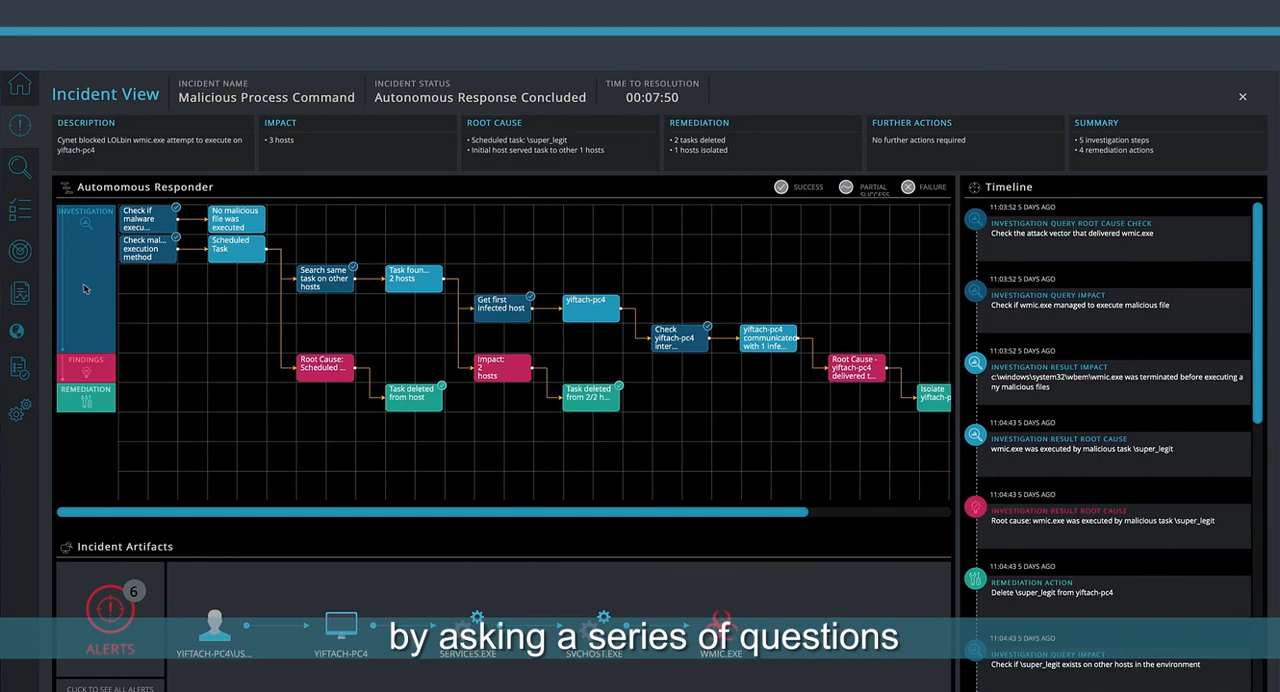 Incident View
INCIDENT NAME
Malicious Process Command
INCIDENT STATUS
Autonomous Response Concluded
TIME TO RESOLUTION
00:07:50
DESCRIPTION
Cynet blocked LOLbin wmic.exe attempt to execute on
yiftach-pc4
IMPACT
• 3 hosts
ROOT CAUSE
• Scheduled task: \super_legit
• Initial host served task to other 1 hosts
REMEDIATION
• 2 tasks deleted
• 1 hosts isolated
FURTHER ACTIONS
No further actions required
SUMMARY
• 5 investigation steps
• 4 remediation actions
Automomous Responder
SUCCESS
PARTIAL
SUCCESS
FAILURE
INVESTIGATION
Check if
malware
execu...
No malicious
file was
executed
Check mal...
execution
method
Scheduled
Task
Search same
task on other
hosts
Task foun...
2 hosts
Get first
infected host
yiftach-pc4
Check
yiftach-pc4
inter...
yiftach-pc4
communicated
with 1 infe...
FINDINGS
Root Cause:
Scheduled ...
Impact:
2
hosts
Root Cause -
yiftach-pc4
delivered t...
REMEDIATION
Task deleted
from host
Task deleted
from 2/2 h...
Isolate
yiftach-p
Incident Artifacts
6
ALERTS
CLICK TO SEE ALL ALERTS
YIFTACH-PC4\US...
YIFTACH-PC4
SERVICES.EXE
SVCHOST.EXE
WMIC.EXE
Timeline
11:03:52 5 DAYS AGO
INVESTIGATION QUERY ROOT CAUSE CHECK
Check the attack vector that delivered wmic.exe
11:03:52 5 DAYS AGO
INVESTIGATION QUERY IMPACT
Check if wmic.exe managed to execute malicious file
11:03:52 5 DAYS AGO
INVESTIGATION RESULT IMPACT
c:\windows\system32\wbem\wmic.exe was terminated before executing a
ny malicious files
11:04:43 5 DAYS AGO
INVESTIGATION RESULT ROOT CAUSE
wmic.exe was executed by malicious task \super_legit
11:04:43 5 DAYS AGO
INVESTIGATION RESULT ROOT CAUSE
Root cause: wmic.exe was executed by malicious task \super_legit
11:04:43 5 DAYS AGO
REMEDIATION ACTION
Delete \super_legit from yiftach-pc4
11:04:43 5 DAYS AGO
INVESTIGATION QUERY IMPACT
Check if \super_legit exists on other hosts in the environment
by asking a series of questions